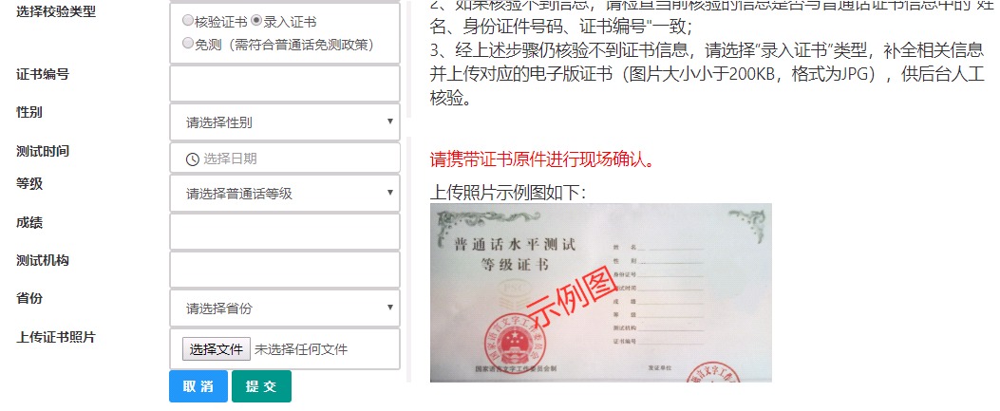 选择校验类型
核验证书 录入证书
免测（需符合普通话免测政策）
证书编号
性别
请选择性别
测试时间
选择日期
等级
请选择普通话等级
成绩
测试机构
省份
请选择省份
上传证书照片
选择文件 未选择任何文件
取 消 提 交
2、如果核验不到信息，请检查当前核验的信息是否与普通话证书信息中的"姓
名、身份证件号码、证书编号"一致；
3、经上述步骤仍核验不到证书信息，请选择"录入证书"类型，补全相关信息
并上传对应的电子版证书（图片大小小于200KB，格式为JPG），供后台人工
核验。
请携带证书原件进行现场确认。
上传照片示例图如下：
普通话水平测试
等级证书
国家语言文字工作委员会
国家语言文字工作委员会制
示例图
姓 名
性 别
身份证号
测试时间
成 绩
等 级
测试机构
证书编号
发证单位